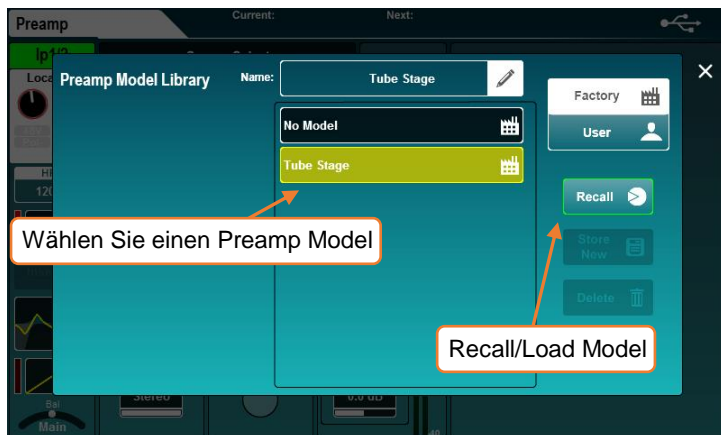 Preamp
Current:
Next:
Ip1/2
Preamp Model Library
Name:
Tube Stage
Factory
User
No Model
Tube Stage
Recall
Wählen Sie einen Preamp Model
Store
New
Delete
Recall/Load Model
Stereo
0.0 dB
Bal
Main
-40